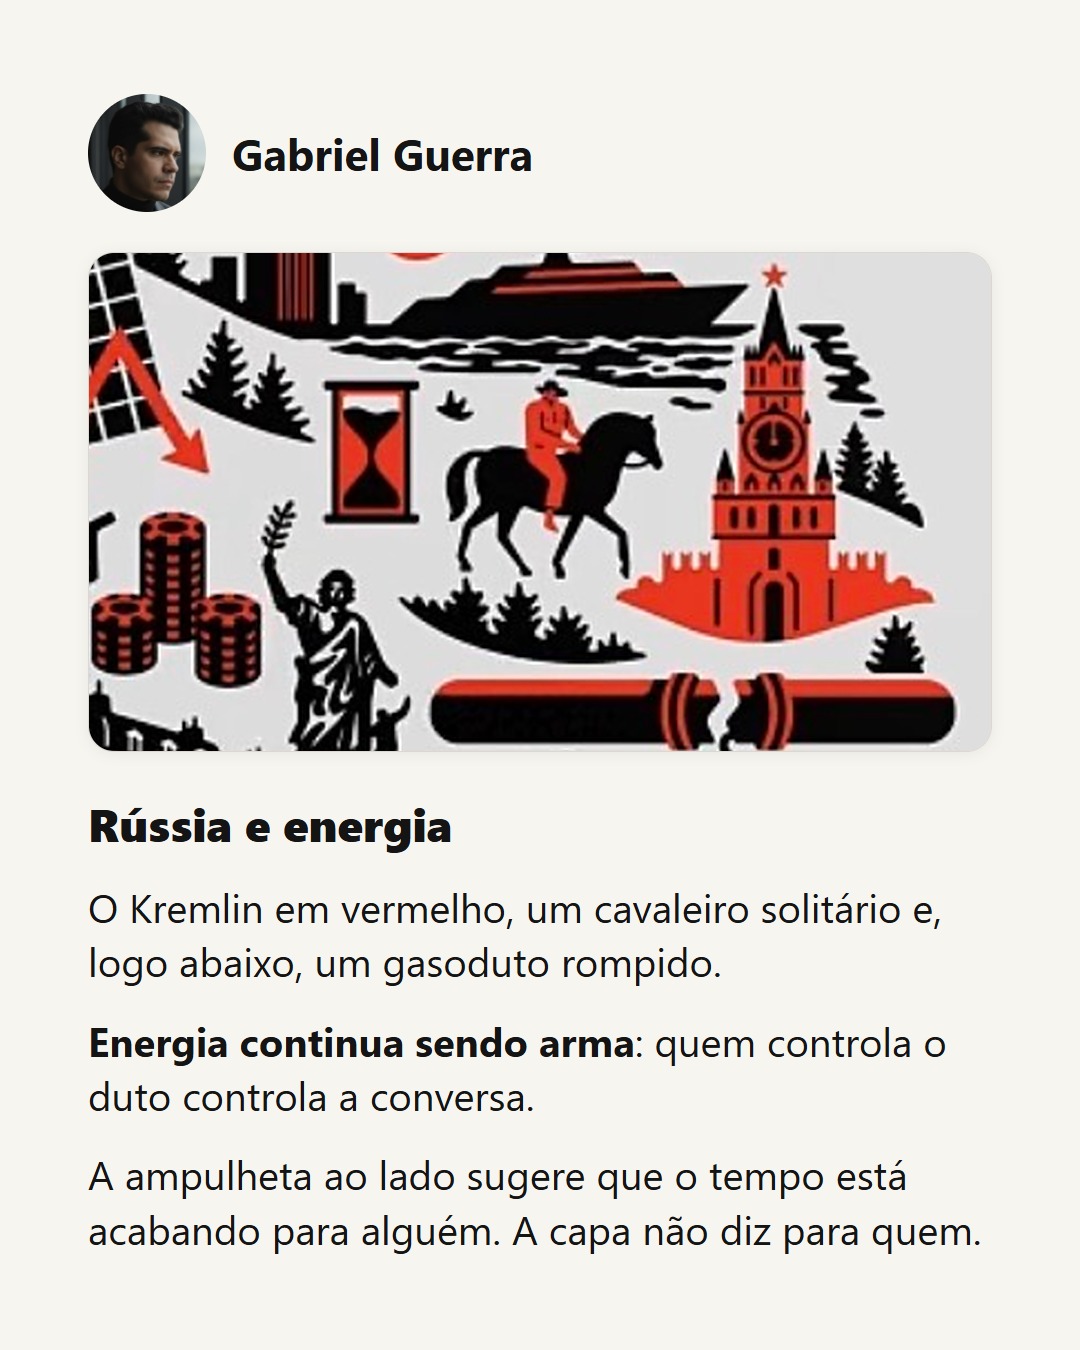 Gabriel Guerra
Rússia e energia
O Kremlin em vermelho, um cavaleiro solitário e,
logo abaixo, um gasoduto rompido.
Energia continua sendo arma: quem controla o
duto controla a conversa.
A ampulheta ao lado sugere que o tempo está
acabando para alguém. A capa não diz para quem.